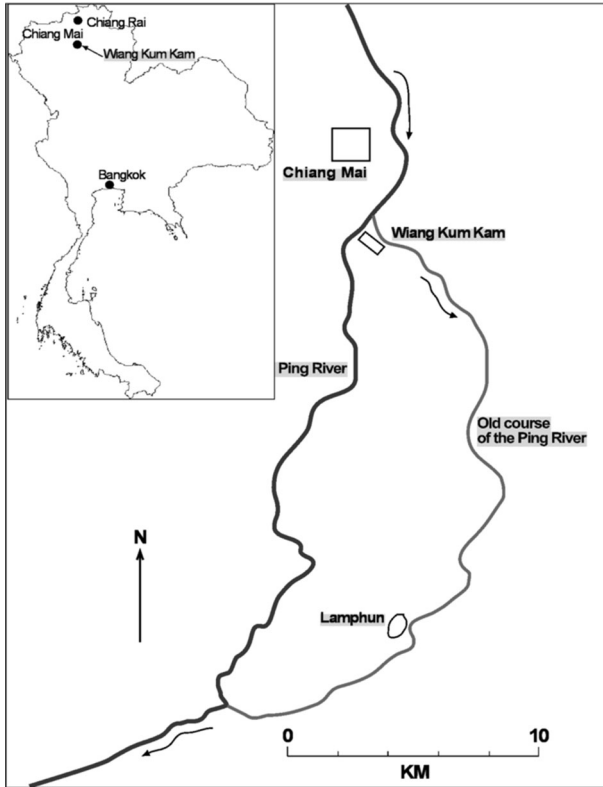 Chiang Rai
Chiang Mai
Wiang Kum Kam
Bangkok
Chiang Mai
Wiang Kum Kam
Ping River
Old course
of the Ping River
N
Lamphun
0 10
KM